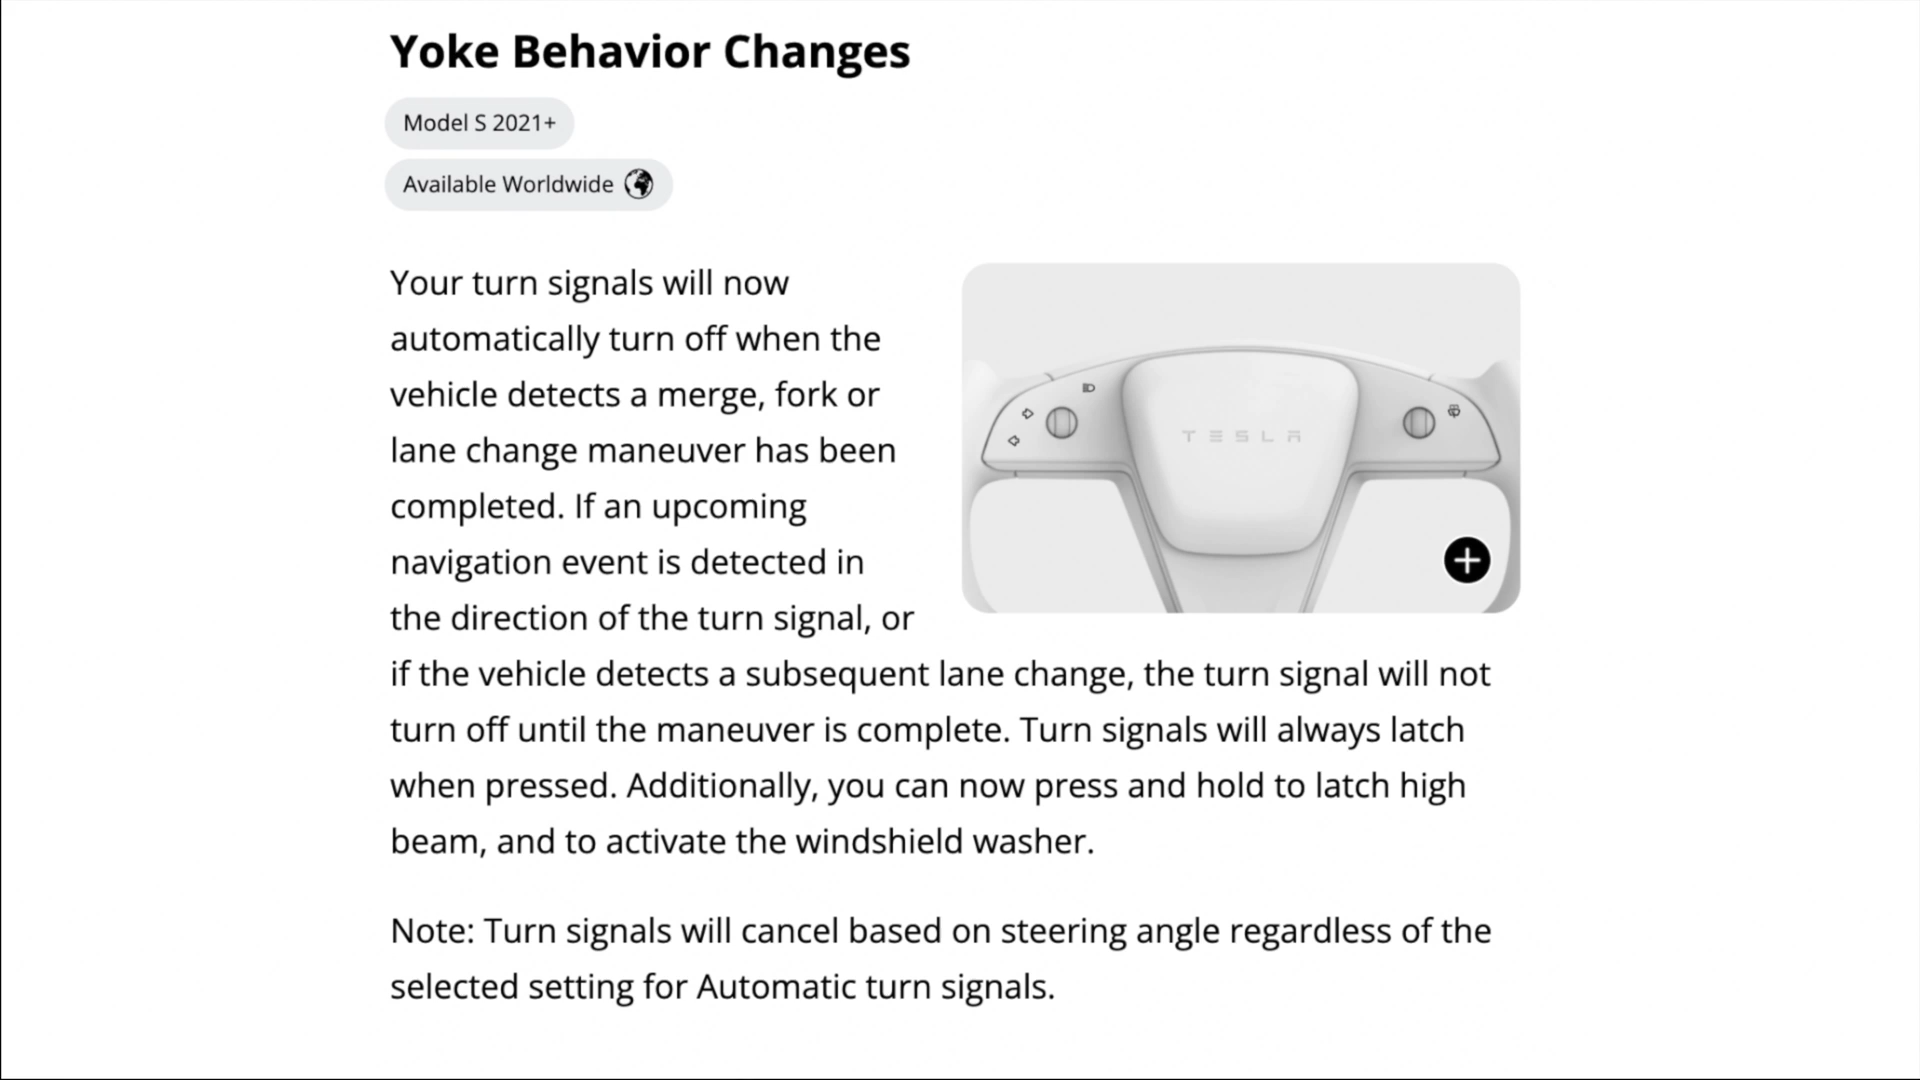 Yoke Behavior Changes
Model S 2021+
Available Worldwide
Your turn signals will now
automatically turn off when the
vehicle detects a merge, fork or
lane change maneuver has been
completed. If an upcoming
navigation event is detected in
the direction of the turn signal, or
if the vehicle detects a subsequent lane change, the turn signal will not
turn off until the maneuver is complete. Turn signals will always latch
when pressed. Additionally, you can now press and hold to latch high
beam, and to activate the windshield washer.
TESLA
Note: Turn signals will cancel based on steering angle regardless of the
selected setting for Automatic turn signals.